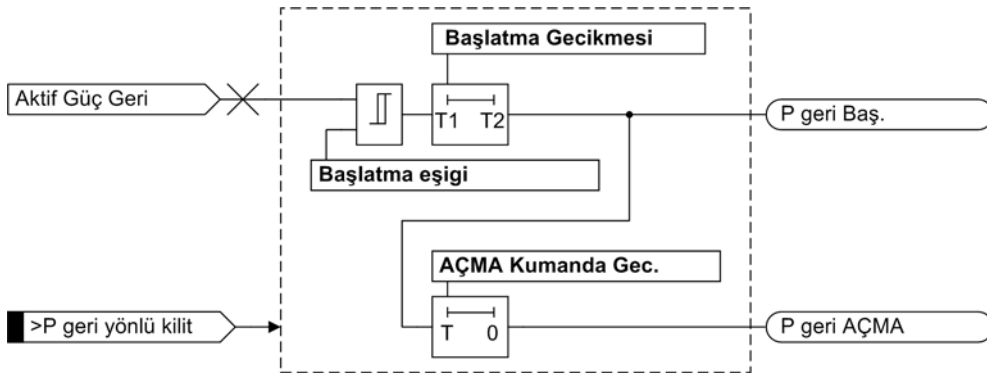 Başlatma Gecikmesi
Aktif Güç Geri
T1 T2
P geri Baş.
Başlatma eşigi
AÇMA Kumanda Gec.
>P geri yönlü kilit
T 0
P geri AÇMA